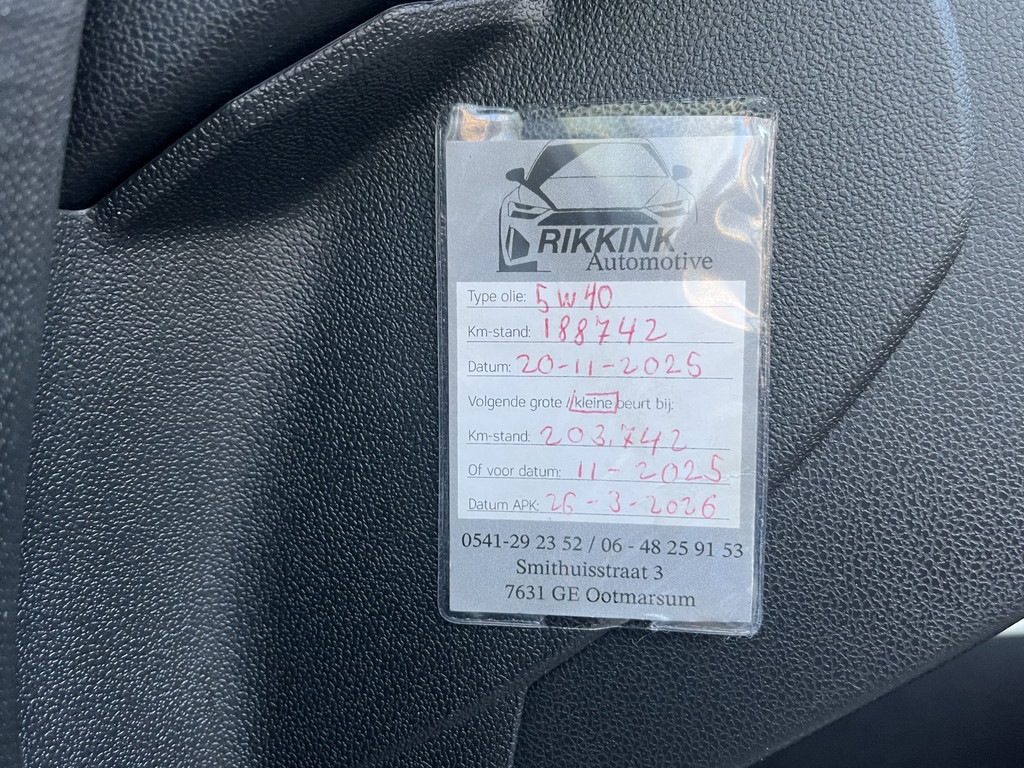 RIKKINK
Automotive
Type olie: 5W40
Km-stand: 188742
Datum: 20-11-2025
Volgende grote / kleine beurt bij:
Km-stand: 203.742
Of voor datum: 11-2025
Datum APK: 26-3-2026
0541-29 23 52 / 06 - 48 25 91 53
Smithuisstraat 3
7631 GE Ootmarsum